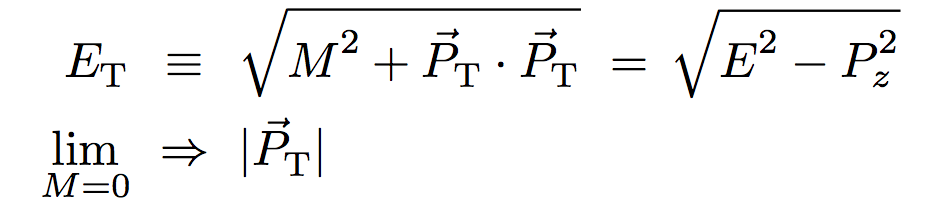 E_T ≡ √(M² + P⃗_T · P⃗_T) = √(E² − P_z²)
lim_{M=0} ⇒ |P⃗_T|